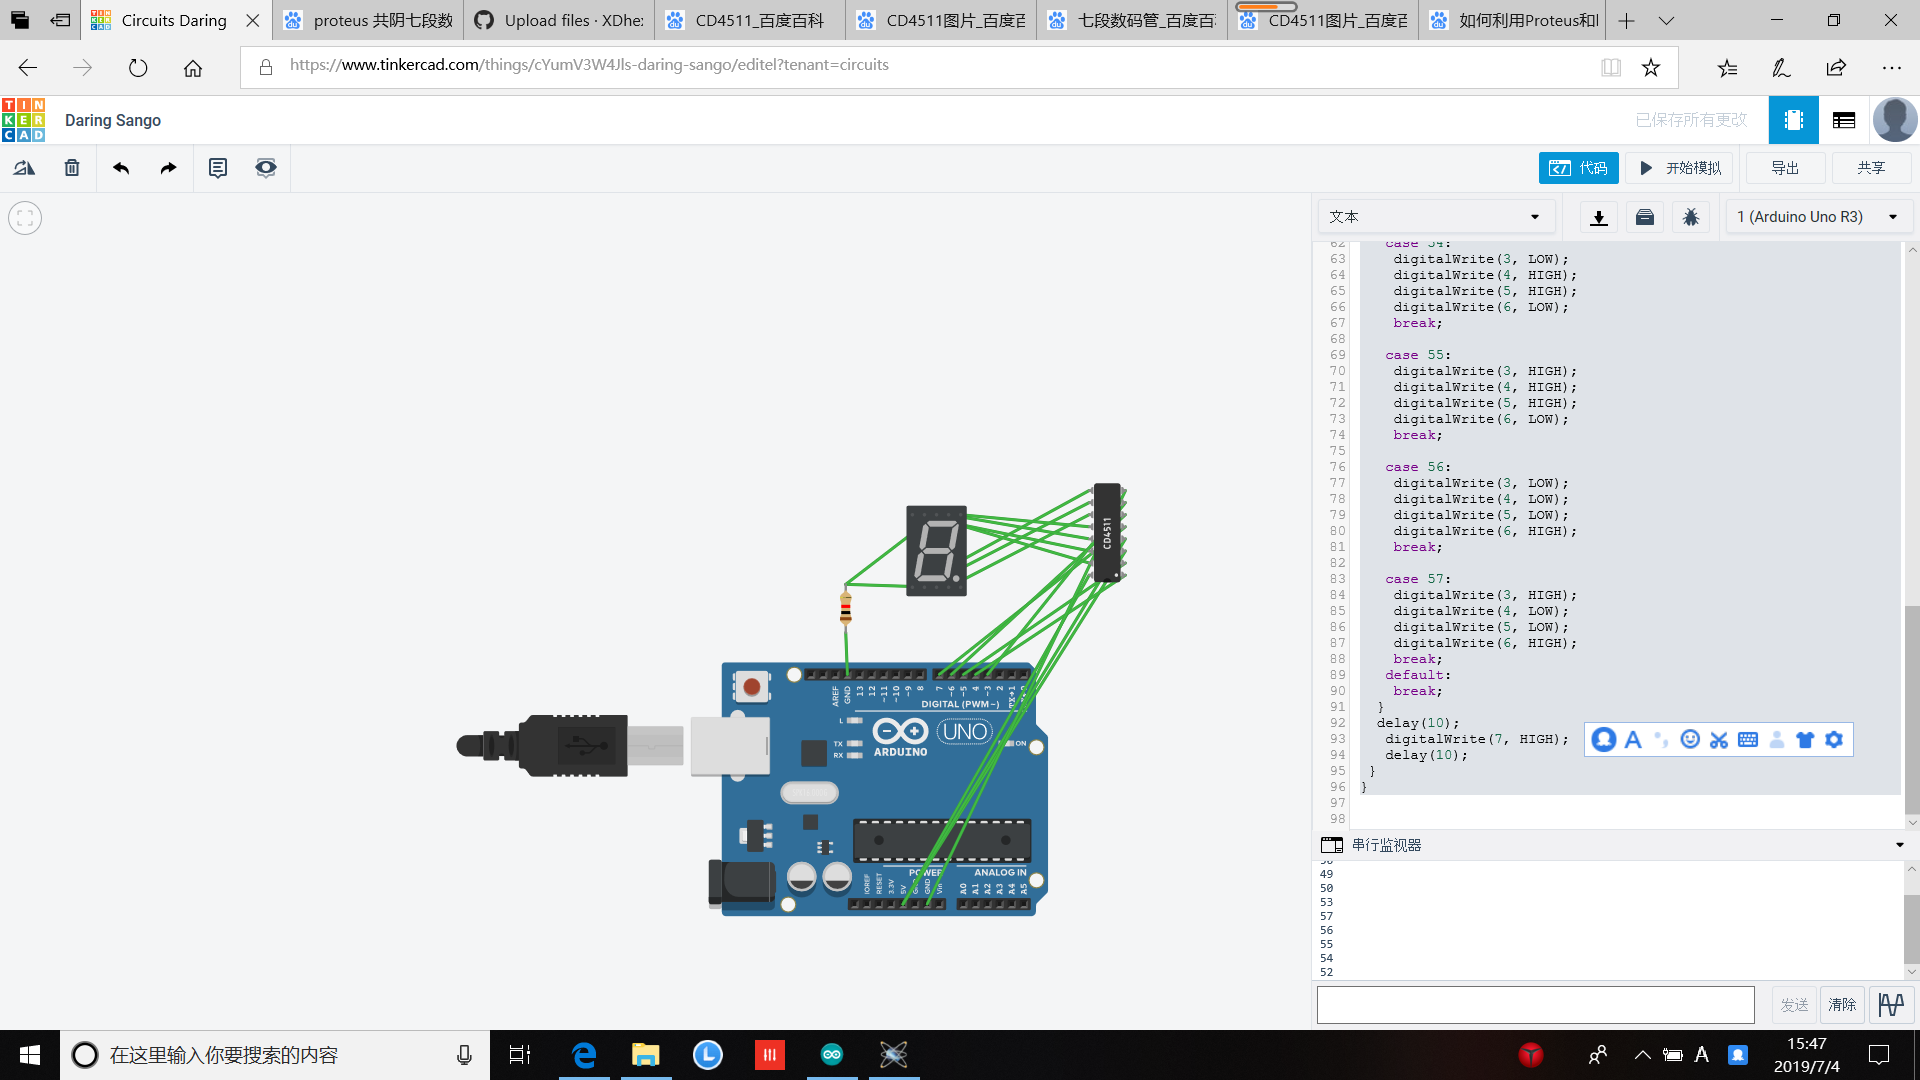 Circuits Daring
proteus 共阴七段数
Upload files · XDhe
CD4511_百度百科
CD4511图片_百度百
七段数码管_百度百
CD4511图片_百度百
如何利用Proteus和
https://www.tinkercad.com/things/cYumV3W4Jls-daring-sango/editel?tenant=circuits
TIN
KER
CAD
Daring Sango
已保存所有更改
代码
开始模拟
导出
共享
文本
1 (Arduino Uno R3)
62 case 54:
63 digitalWrite(3, LOW);
64 digitalWrite(4, HIGH);
65 digitalWrite(5, HIGH);
66 digitalWrite(6, LOW);
67 break;
68
69 case 55:
70 digitalWrite(3, HIGH);
71 digitalWrite(4, HIGH);
72 digitalWrite(5, HIGH);
73 digitalWrite(6, LOW);
74 break;
75
76 case 56:
77 digitalWrite(3, LOW);
78 digitalWrite(4, LOW);
79 digitalWrite(5, LOW);
80 digitalWrite(6, HIGH);
81 break;
82
83 case 57:
84 digitalWrite(3, HIGH);
85 digitalWrite(4, LOW);
86 digitalWrite(5, LOW);
87 digitalWrite(6, HIGH);
88 break;
89 default:
90 break;
91 }
92 delay(10);
93 digitalWrite(7, HIGH);
94 delay(10);
95 }
96 }
97
98
CD4511
AREF GND 13 12 ~11 ~10 ~9 8 7 ~6 ~5 4 ~3 2 TX→1
DIGITAL (PWM~)
L
TX
RX
ARDUINO
UNO
ON
POWER
ANALOG IN
IOREF RESET 3.3V 5V GND Vin A0 A1 A2 A3 A4 A5
串行监视器
49
50
53
57
56
55
54
52
发送
清除
在这里输入你要搜索的内容
A
15:47
2019/7/4